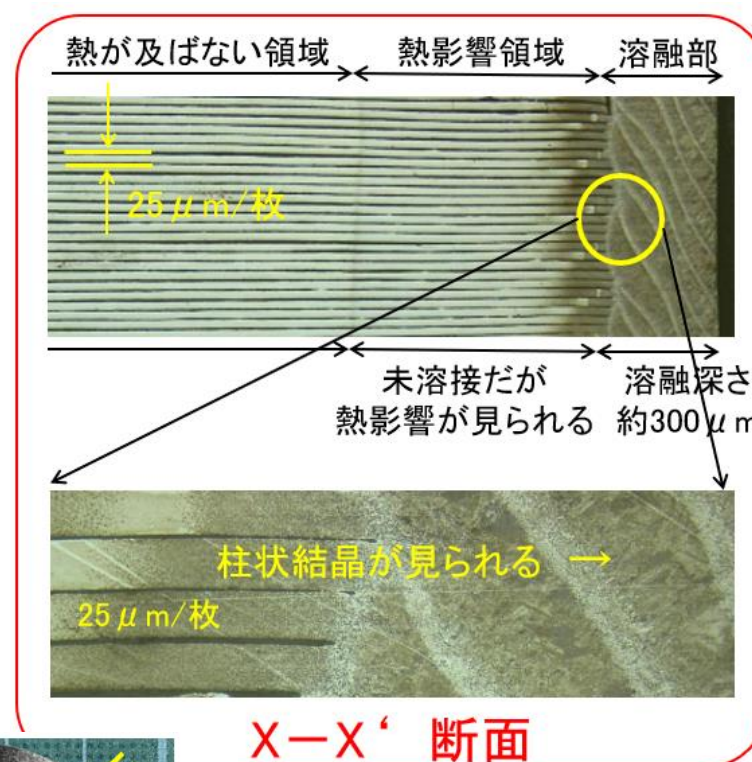 熱が及ばない領域
熱影響領域
溶融部
25μm/枚
未溶接だが
熱影響が見られる
溶融深さ
約300μm
柱状結晶が見られる →
25μm/枚
X－X‘ 断面